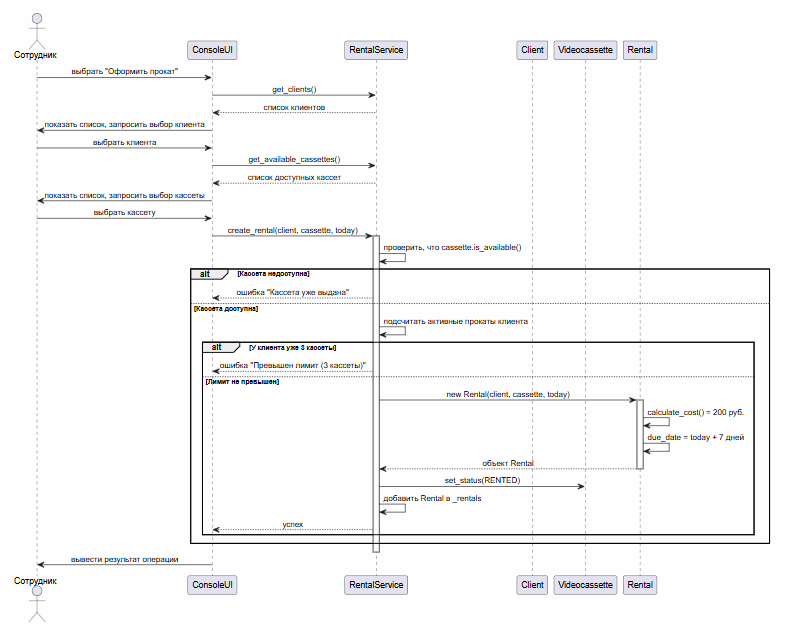 Сотрудник
ConsoleUI
RentalService
Client
Videocassette
Rental
выбрать "Оформить прокат"
get_clients()
список клиентов
показать список, запросить выбор клиента
выбрать клиента
get_available_cassettes()
список доступных кассет
показать список, запросить выбор кассеты
выбрать кассету
create_rental(client, cassette, today)
проверить, что cassette.is_available()
alt
[Кассета недоступна]
ошибка "Кассета уже выдана"
[Кассета доступна]
подсчитать активные прокаты клиента
alt
[У клиента уже 3 кассеты]
ошибка "Превышен лимит (3 кассеты)"
[Лимит не превышен]
new Rental(client, cassette, today)
calculate_cost() = 200 руб.
due_date = today + 7 дней
объект Rental
set_status(RENTED)
добавить Rental в _rentals
успех
вывести результат операции
Сотрудник
ConsoleUI
RentalService
Client
Videocassette
Rental